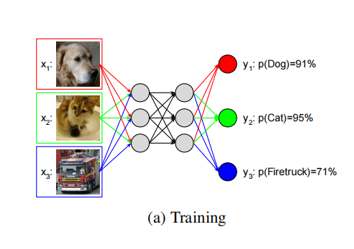 x₁: y₁: p(Dog)=91%
x₂: y₂: p(Cat)=95%
x₃: y₃: p(Firetruck)=71%
(a) Training